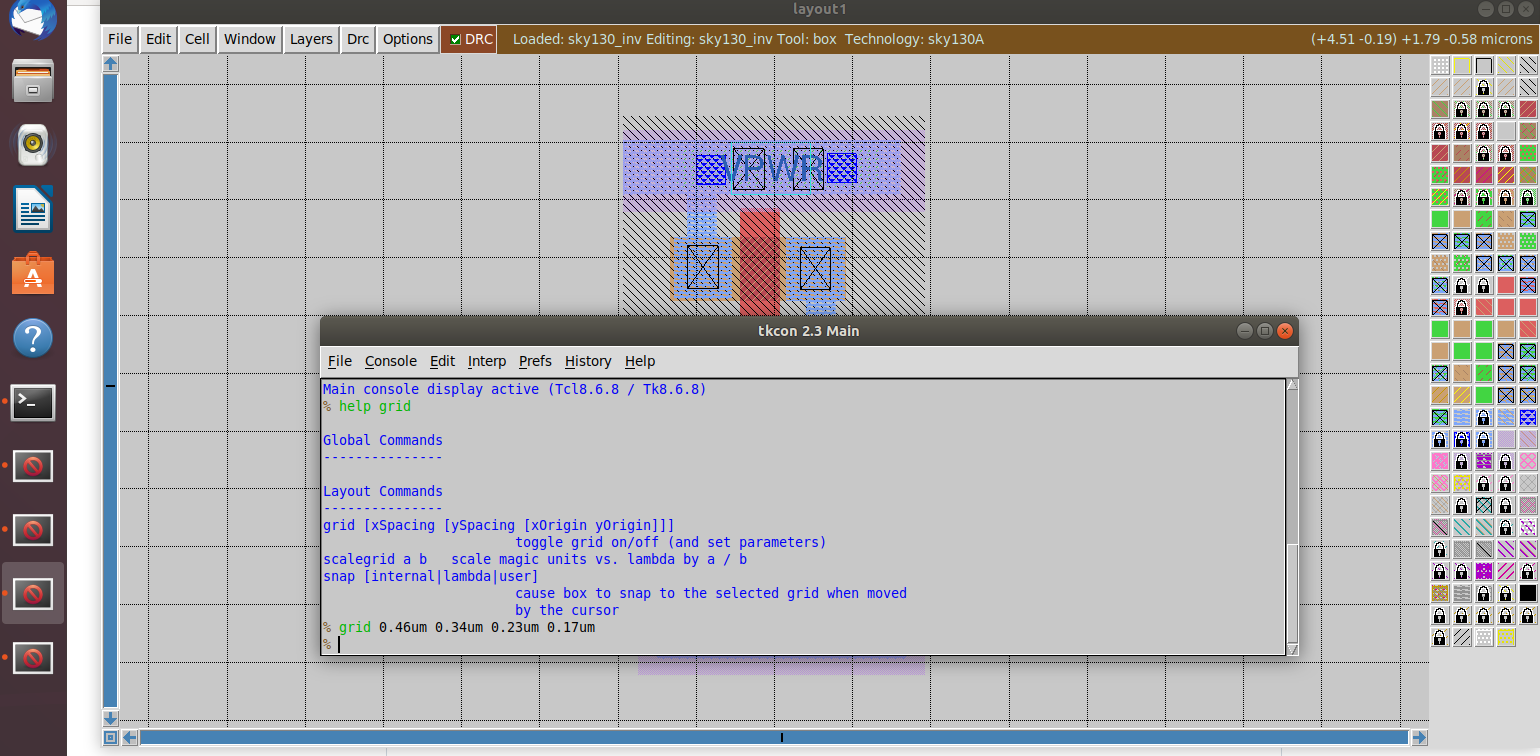 layout1
File Edit Cell Window Layers Drc Options DRC Loaded: sky130_inv Editing: sky130_inv Tool: box Technology: sky130A (+4.51 -0.19) +1.79 -0.58 microns
VPWR
tkcon 2.3 Main
File Console Edit Interp Prefs History Help
Main console display active (Tcl8.6.8 / Tk8.6.8)
% help grid
Global Commands
---------------
Layout Commands
---------------
grid [xSpacing [ySpacing [xOrigin yOrigin]]]
toggle grid on/off (and set parameters)
scalegrid a b scale magic units vs. lambda by a / b
snap [internal|lambda|user]
cause box to snap to the selected grid when moved
by the cursor
% grid 0.46um 0.34um 0.23um 0.17um
%